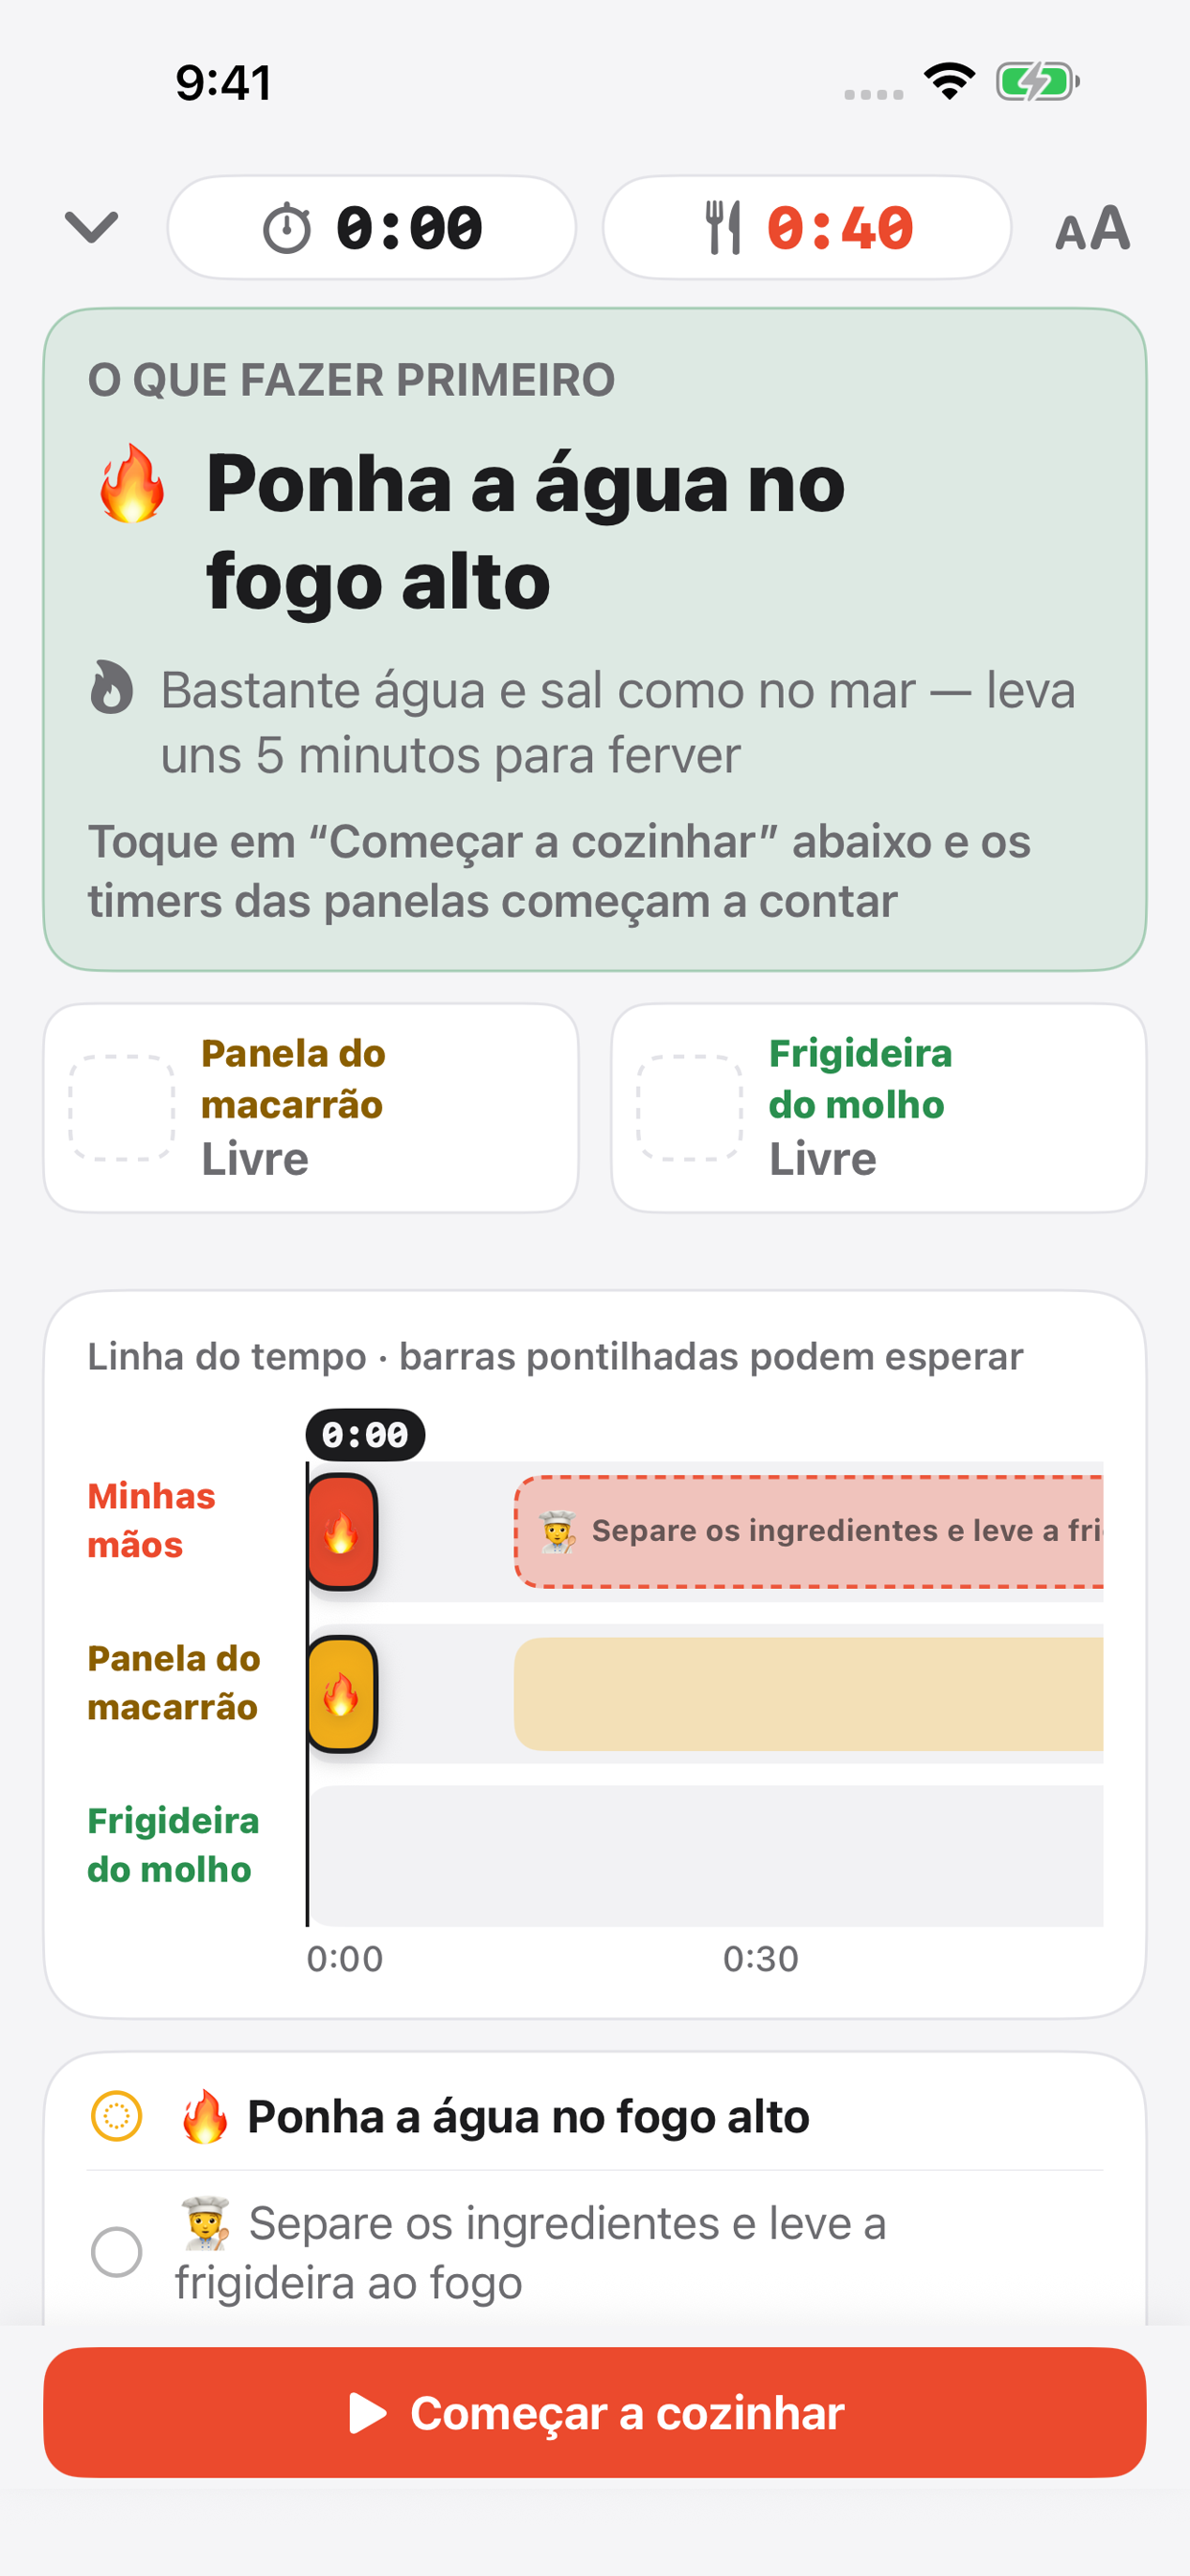 9:41
0:00
0:40
AA
O QUE FAZER PRIMEIRO
Ponha a água no
fogo alto
Bastante água e sal como no mar — leva
uns 5 minutos para ferver
Toque em “Começar a cozinhar” abaixo e os
timers das panelas começam a contar
Panela do
macarrão
Livre
Frigideira
do molho
Livre
Linha do tempo · barras pontilhadas podem esperar
0:00
Minhas
mãos
Separe os ingredientes e leve a fri
Panela do
macarrão
Frigideira
do molho
0:00
0:30
Ponha a água no fogo alto
Separe os ingredientes e leve a
frigideira ao fogo
Começar a cozinhar